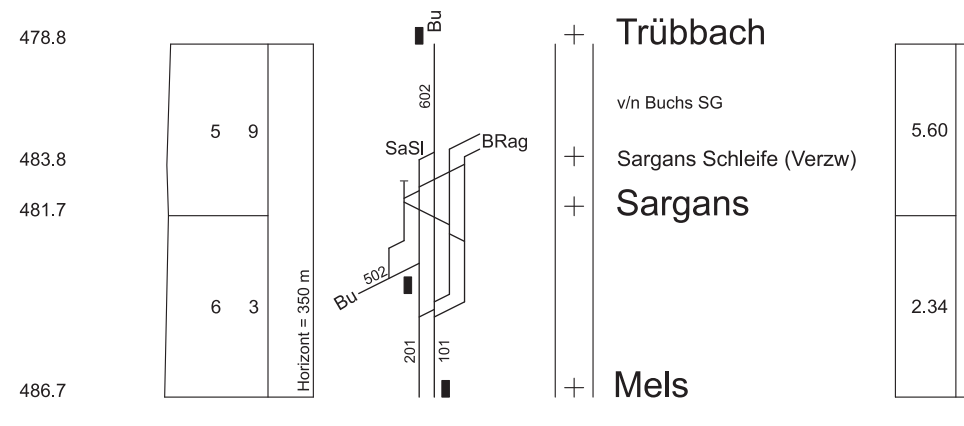 478.8
Bu
Trübbach
602
v/n Buchs SG
5 9
5.60
483.8
SaSl
BRag
Sargans Schleife (Verzw)
481.7
Sargans
502
Bu
6 3
Horizont = 350 m
2.34
201
101
486.7
Mels